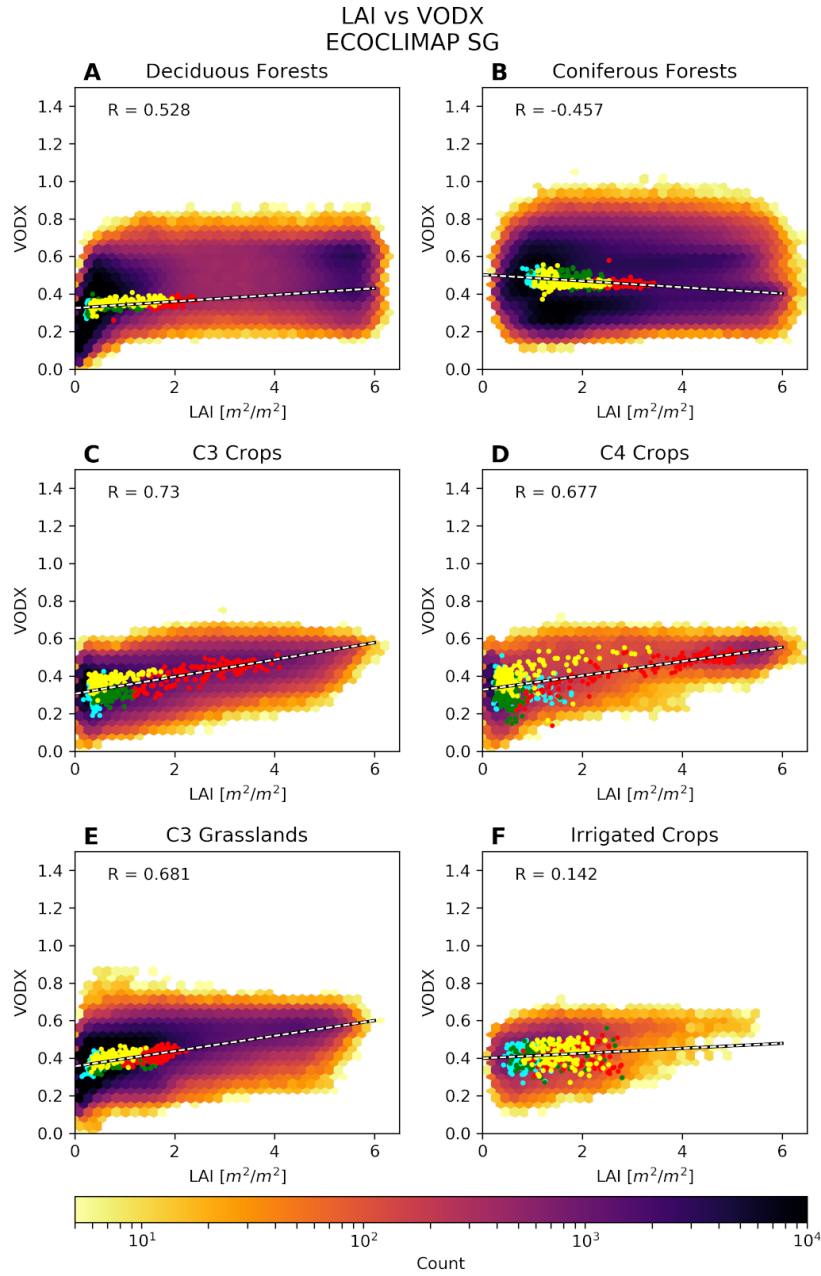 LAI vs VODX
ECOCLIMAP SG
A Deciduous Forests
R = 0.528
VODX
1.4
1.2
1.0
0.8
0.6
0.4
0.2
0.0
0 2 4 6
LAI [m²/m²]
B Coniferous Forests
R = -0.457
VODX
1.4
1.2
1.0
0.8
0.6
0.4
0.2
0.0
0 2 4 6
LAI [m²/m²]
C C3 Crops
R = 0.73
VODX
1.4
1.2
1.0
0.8
0.6
0.4
0.2
0.0
0 2 4 6
LAI [m²/m²]
D C4 Crops
R = 0.677
VODX
1.4
1.2
1.0
0.8
0.6
0.4
0.2
0.0
0 2 4 6
LAI [m²/m²]
E C3 Grasslands
R = 0.681
VODX
1.4
1.2
1.0
0.8
0.6
0.4
0.2
0.0
0 2 4 6
LAI [m²/m²]
F Irrigated Crops
R = 0.142
VODX
1.4
1.2
1.0
0.8
0.6
0.4
0.2
0.0
0 2 4 6
LAI [m²/m²]
10¹ 10² 10³ 10⁴
Count